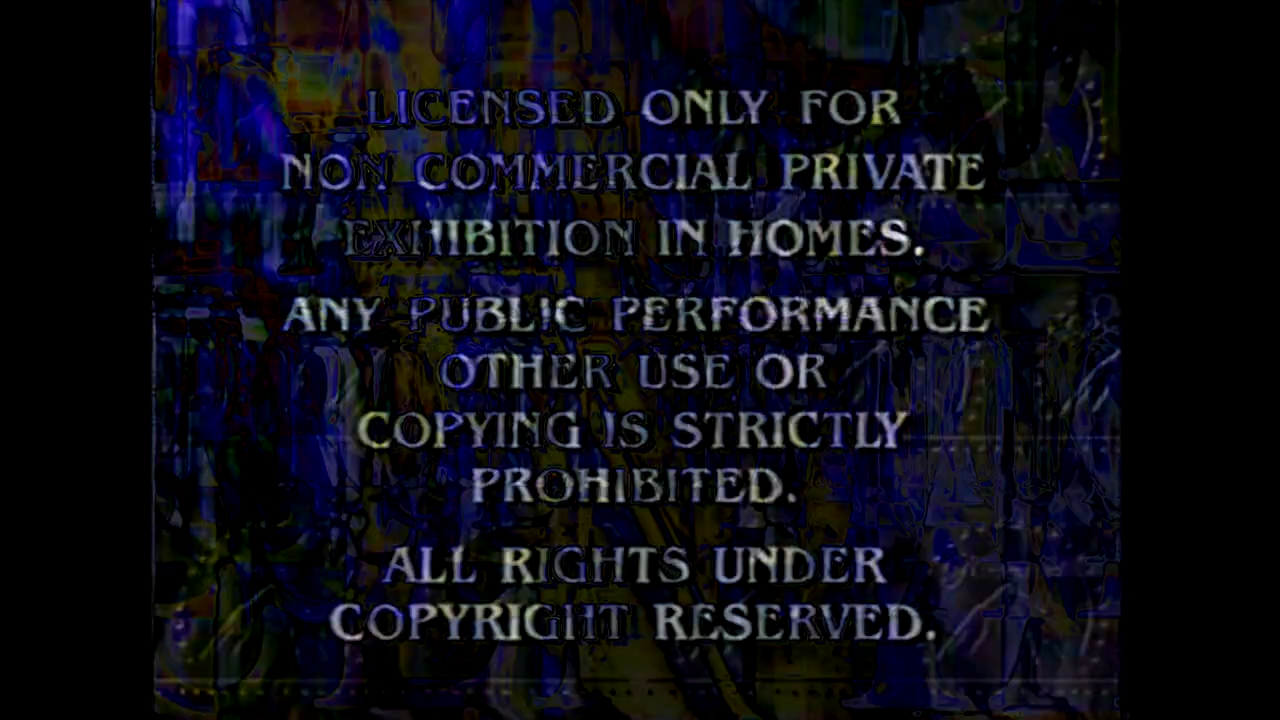 LICENSED ONLY FOR
NON COMMERCIAL PRIVATE
EXHIBITION IN HOMES.
ANY PUBLIC PERFORMANCE
OTHER USE OR
COPYING IS STRICTLY
PROHIBITED.
ALL RIGHTS UNDER
COPYRIGHT RESERVED.